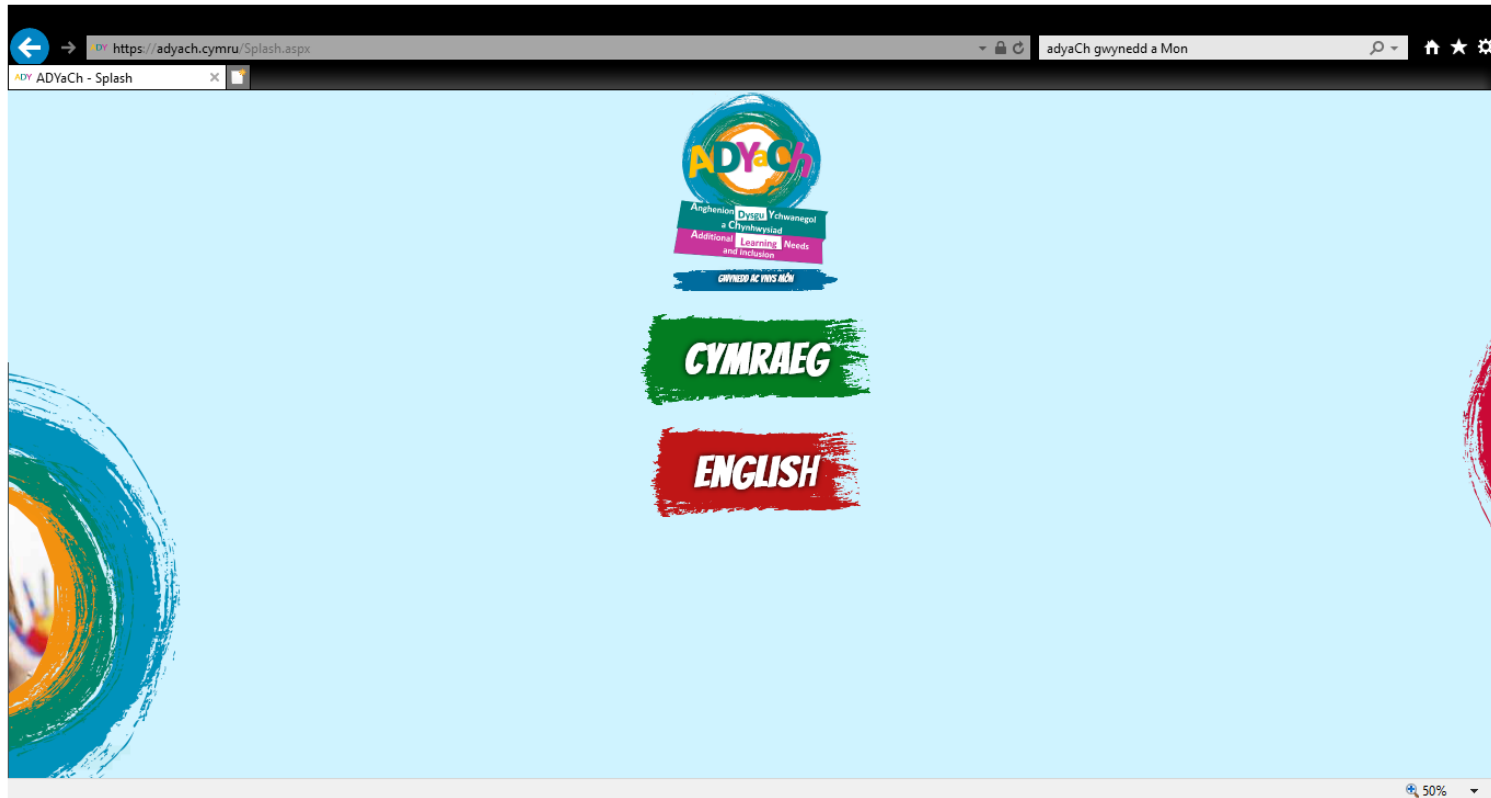 https://adyach.cymru/Splash.aspx
adyaCh gwynedd a Mon
ADY ADYaCh - Splash
ADYaCh
Anghenion Dysgu Ychwanegol
a Chynhwysiad
Additional Learning Needs
and Inclusion
GWYNEDD AC YNYS MÔN
CYMRAEG
ENGLISH
50%